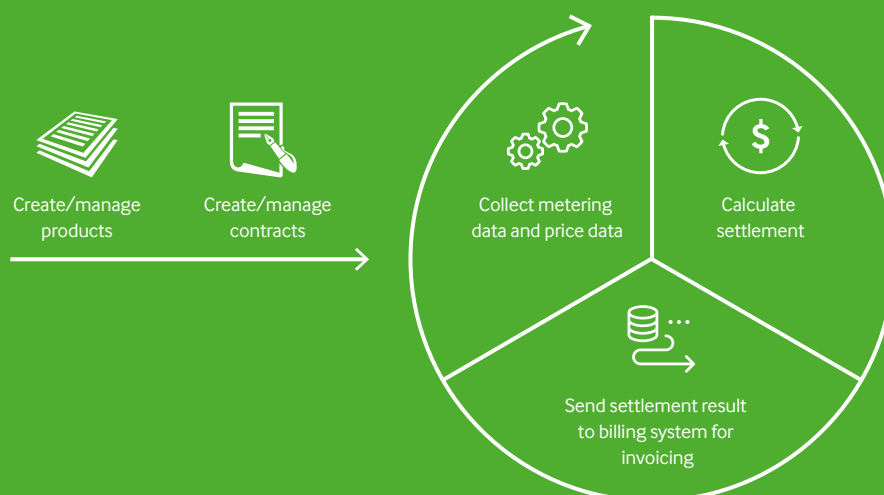 Create/manage
products
Create/manage
contracts
Collect metering
data and price data
$
Calculate
settlement
Send settlement result
to billing system for
invoicing